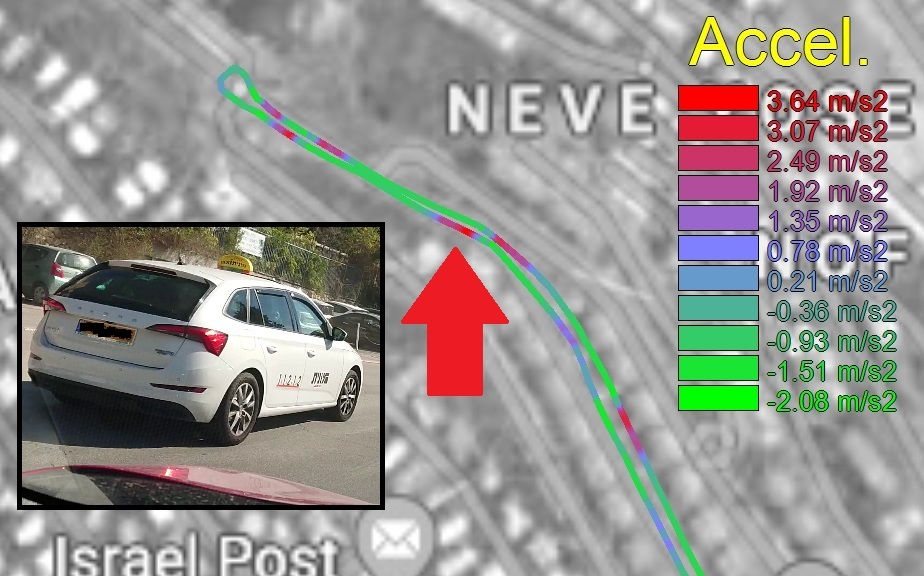 Accel.
NEVE
3.64 m/s2
3.07 m/s2
2.49 m/s2
1.92 m/s2
1.35 m/s2
0.78 m/s2
0.21 m/s2
-0.36 m/s2
-0.93 m/s2
-1.51 m/s2
-2.08 m/s2
11212
Israel Post